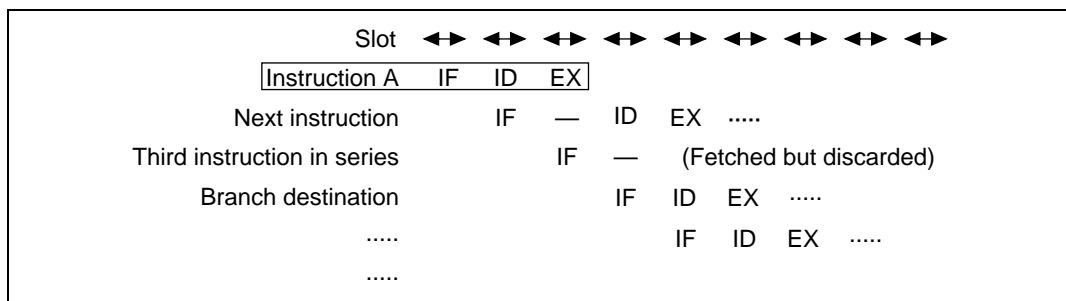 Slot
Instruction A IF ID EX
Next instruction IF — ID EX .....
Third instruction in series IF — (Fetched but discarded)
Branch destination IF ID EX .....
..... IF ID EX .....
.....